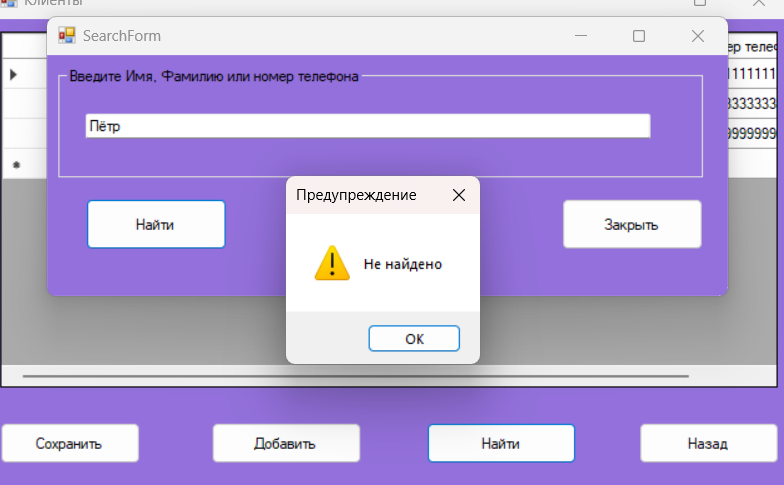 Клиенты
SearchForm
ер телеф
Введите Имя, Фамилию или номер телефона
1111111
3333333
9999999
Пётр
Предупреждение
Найти
Закрыть
Не найдено
ОК
Сохранить
Добавить
Найти
Назад